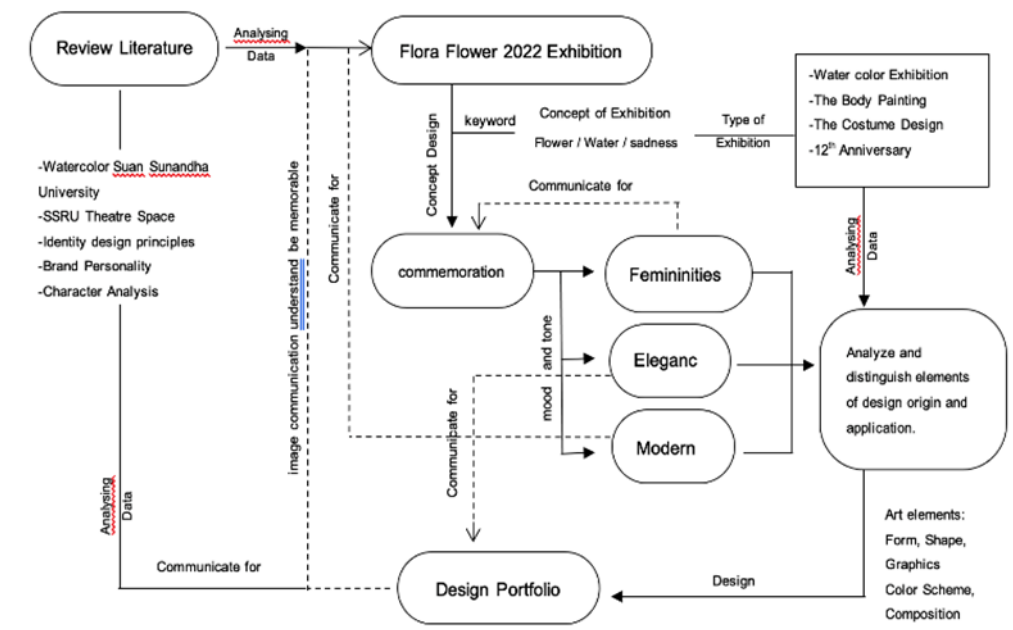 Review Literature
Analysing
Data
Flora Flower 2022 Exhibition
-Water color Exhibition
-The Body Painting
-The Costume Design
-12th Anniversary
keyword
Concept of Exhibition
Flower / Water / sadness
Type of
Exhibition
Concept Design
-Watercolor Suan Sunandha
University
-SSRU Theatre Space
-Identity design principles
-Brand Personality
-Character Analysis
image communication understand be memorable
Communicate for
Communicate for
Analysing
Data
commemoration
Femininities
Eleganc
Modern
mood and tone
Communicate for
Analyze and
distinguish elements
of design origin and
application.
Analysing
Data
Communicate for
Design Portfolio
Design
Art elements:
Form, Shape,
Graphics
Color Scheme,
Composition